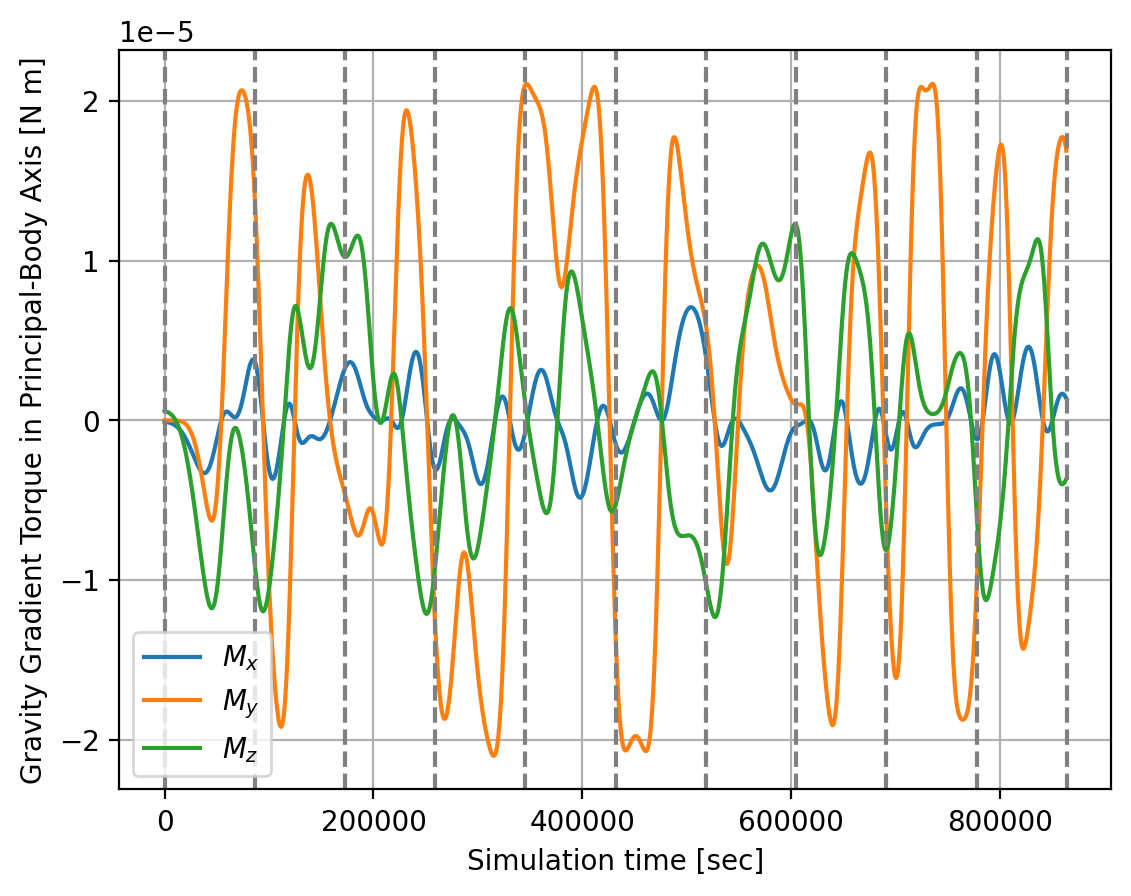 1e−5
Gravity Gradient Torque in Principal-Body Axis [N m]
2
1
0
−1
−2
M_x
M_y
M_z
0 200000 400000 600000 800000
Simulation time [sec]